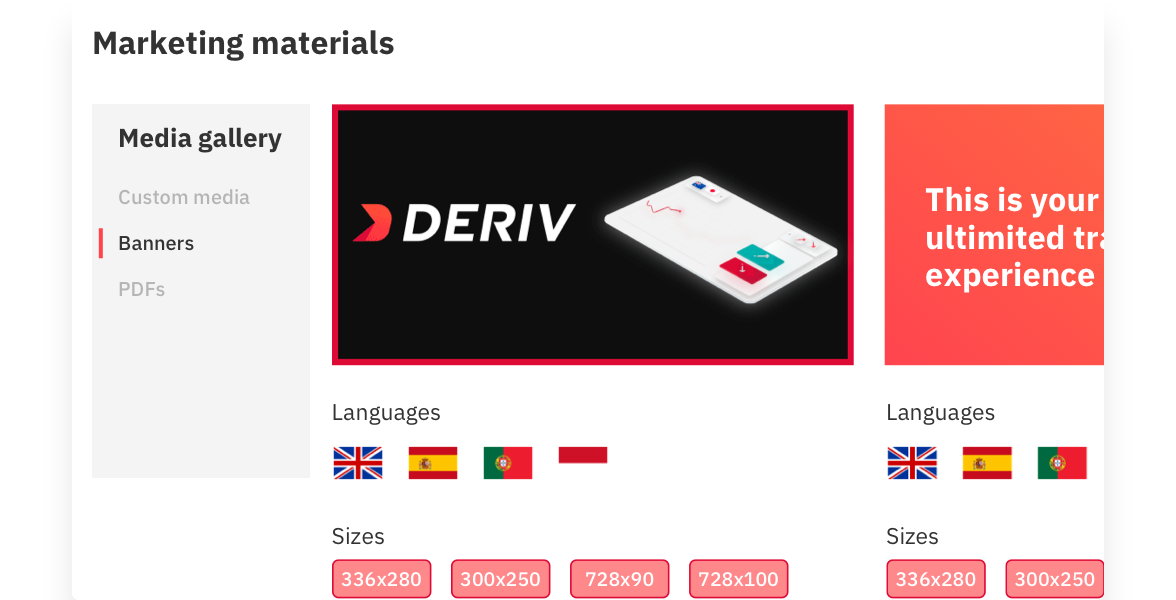 Marketing materials
Media gallery
Custom media
Banners
PDFs
DERIV
This is your
ultimited
experience
Languages
Languages
Sizes
Sizes
336x280 300x250 728x90 728x100
336x280 300x250